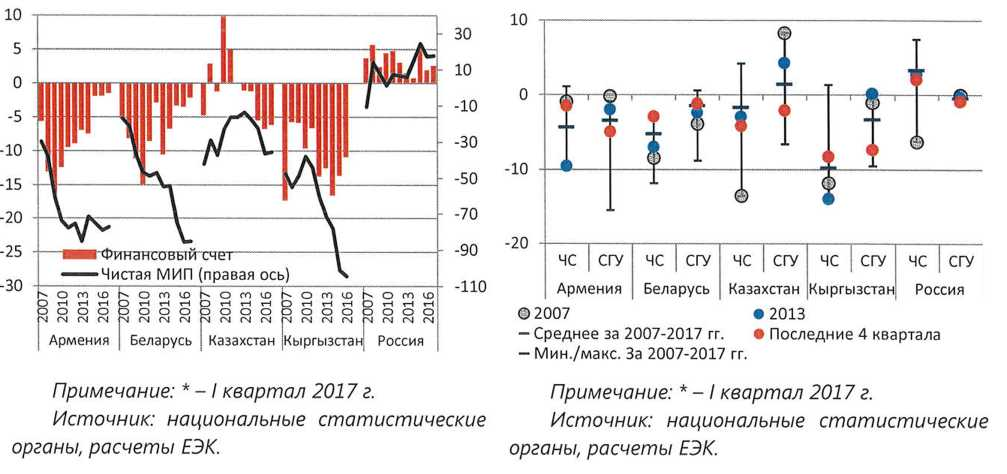 10
5
0
-5
-10
-15
-20
-25
-30
30
10
-10
-30
-50
-70
-90
-110
Финансовый счет
Чистая МИП (правая ось)
2007 2010 2013 2016 2007 2010 2013 2016 2007 2010 2013 2016 2007 2010 2013 2016 2007 2010 2013 2016
Армения Беларусь Казахстан Кыргызстан Россия
Примечание: * – I квартал 2017 г.
Источник: национальные статистические
органы, расчеты ЕЭК.
10
0
-10
-20
ЧС СГУ ЧС СГУ ЧС СГУ ЧС СГУ ЧС СГУ
Армения Беларусь Казахстан Кыргызстан Россия
2007 2013
Среднее за 2007-2017 гг. Последние 4 квартала
Мин./макс. За 2007-2017 гг.
Примечание: * – I квартал 2017 г.
Источник: национальные статистические
органы, расчеты ЕЭК.